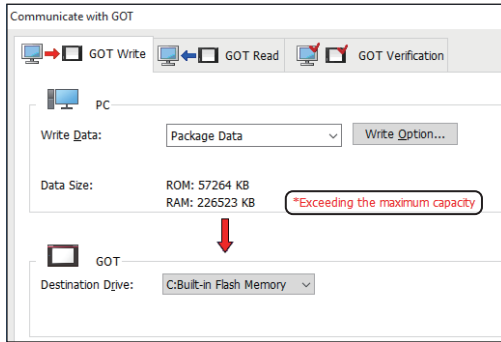 Communicate with GOT
GOT Write GOT Read GOT Verification
PC
Write Data: Package Data Write Option...
Data Size: ROM: 57264 KB
RAM: 226523 KB *Exceeding the maximum capacity
GOT
Destination Drive: C:Built-in Flash Memory